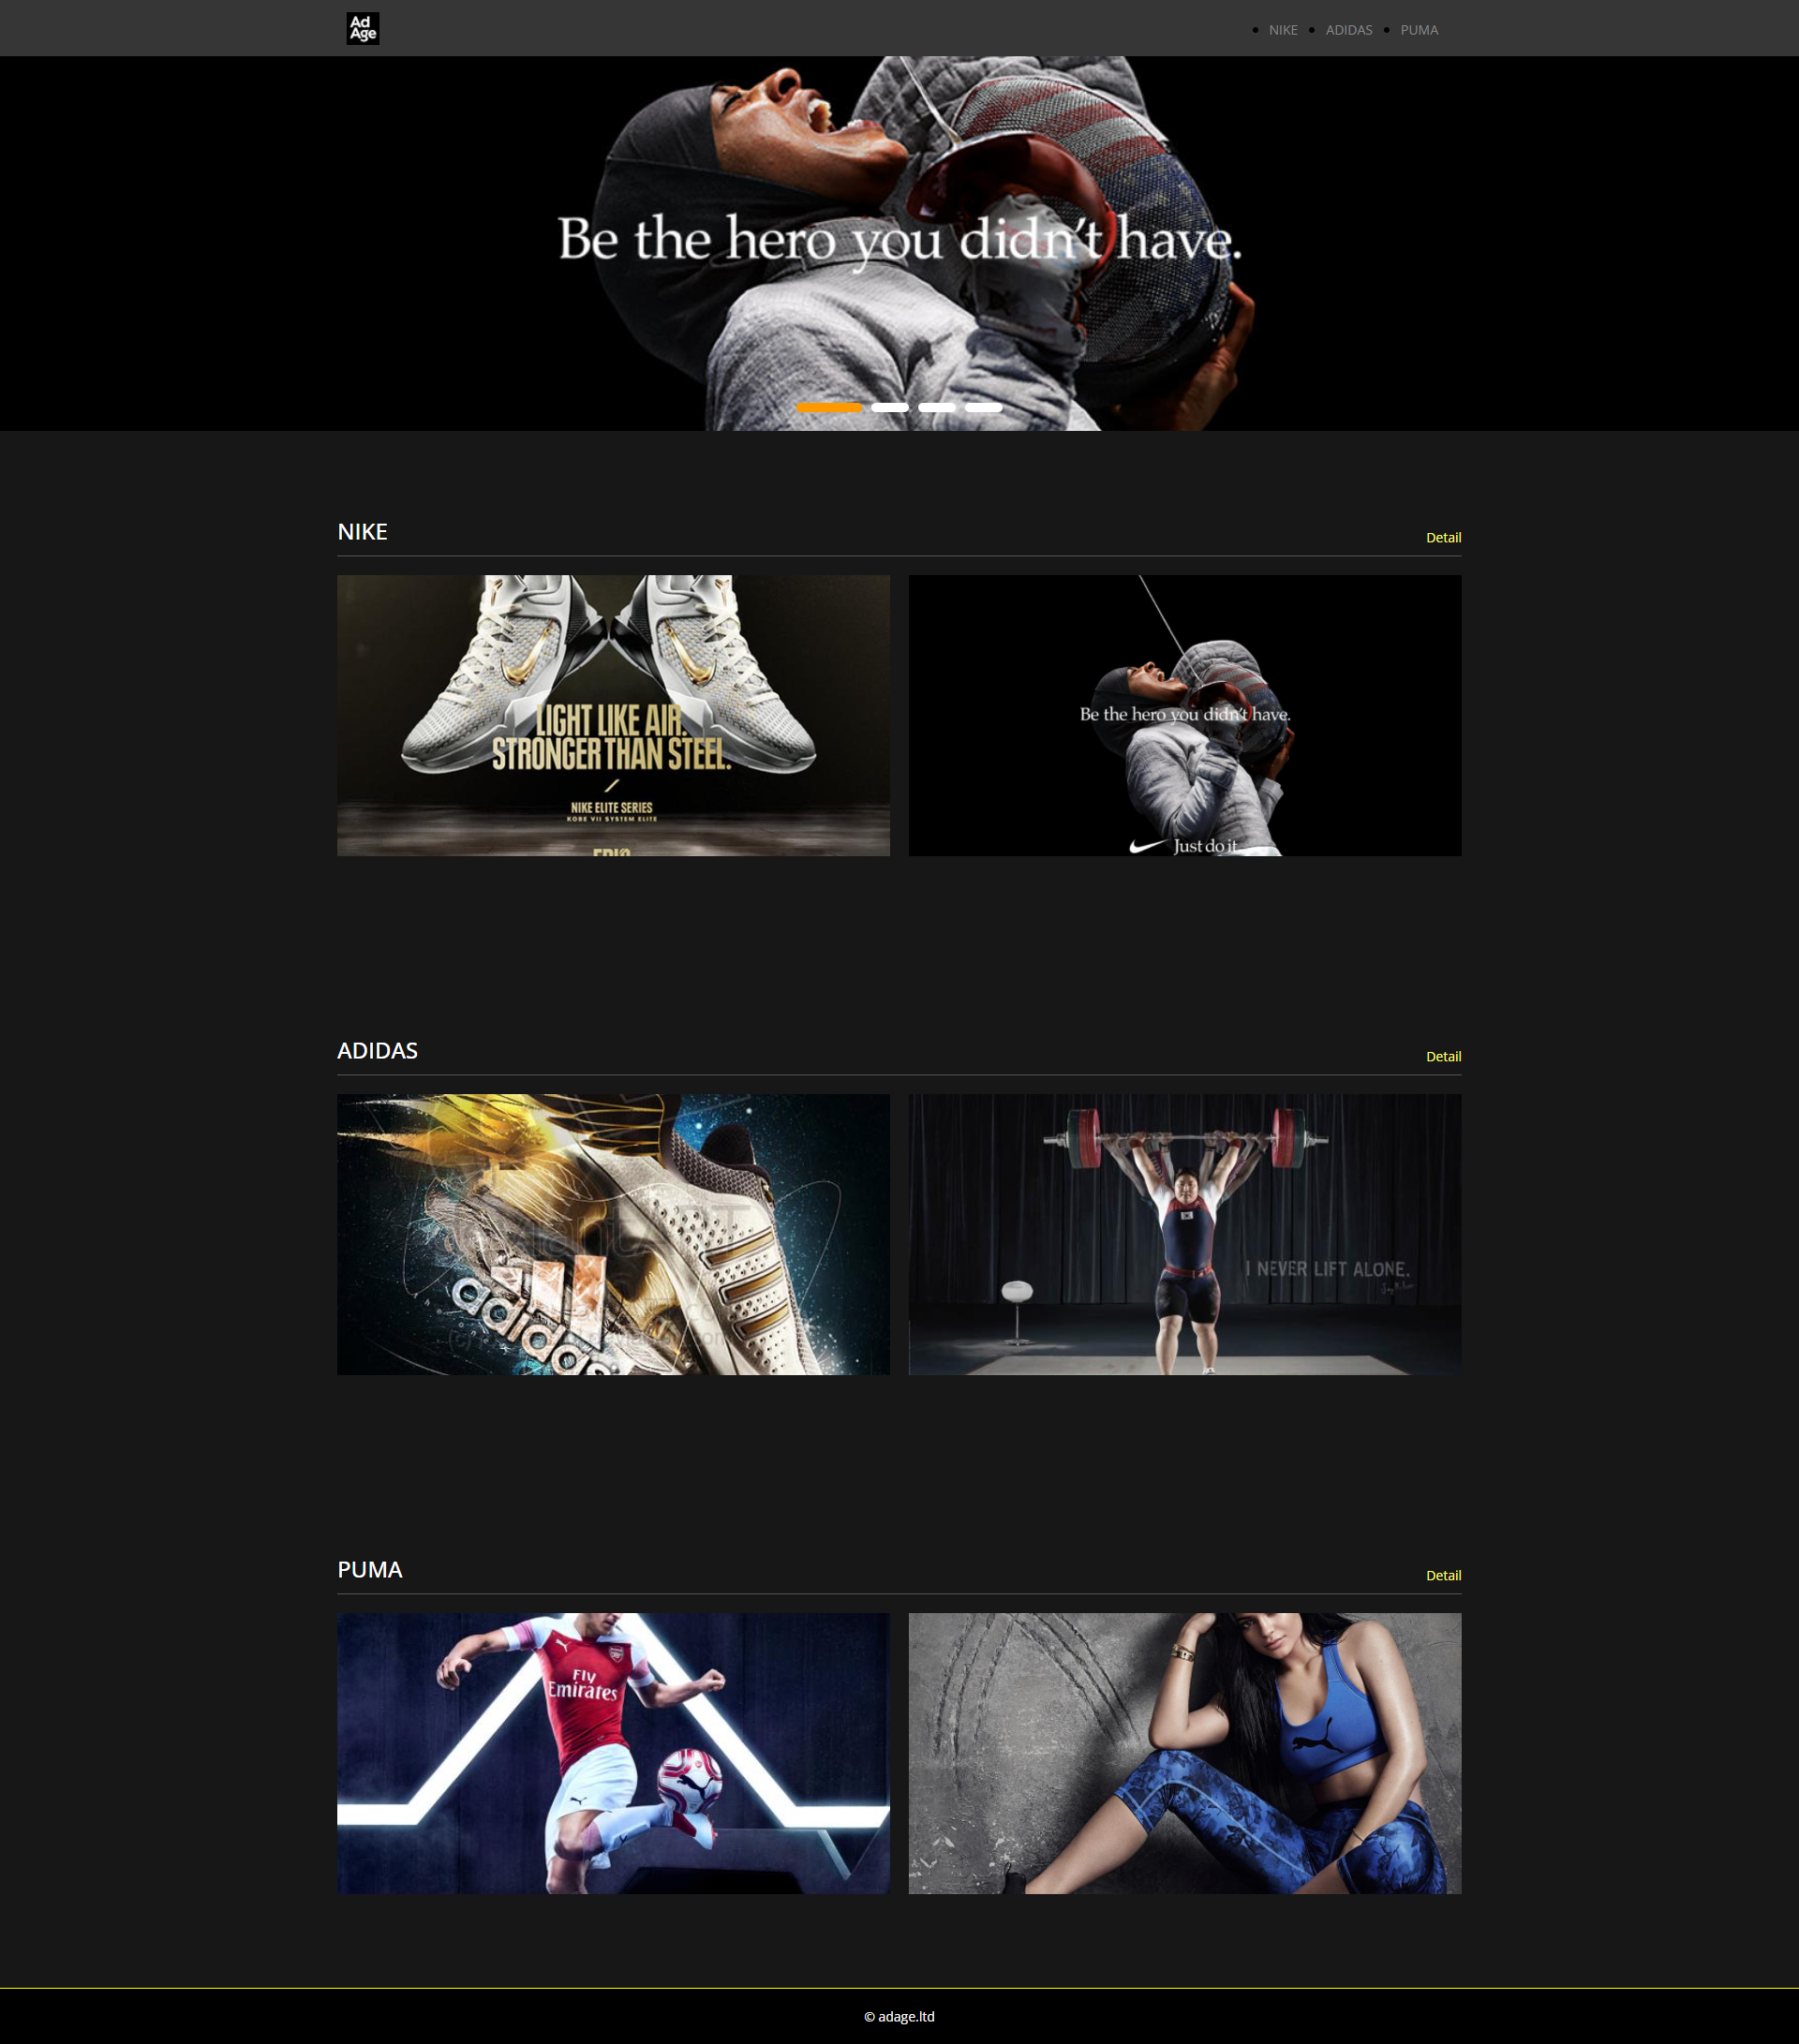 Ad
Age
NIKE
ADIDAS
PUMA
Be the hero you didn't have.
NIKE
Detail
LIGHT LIKE AIR.
STRONGER THAN STEEL.
NIKE ELITE SERIES
KOBE VII SYSTEM ELITE
Be the hero you didn't have.
Just do it
ADIDAS
Detail
adidas
I NEVER LIFT ALONE.
PUMA
Detail
Fly
Emirates
© adage.ltd